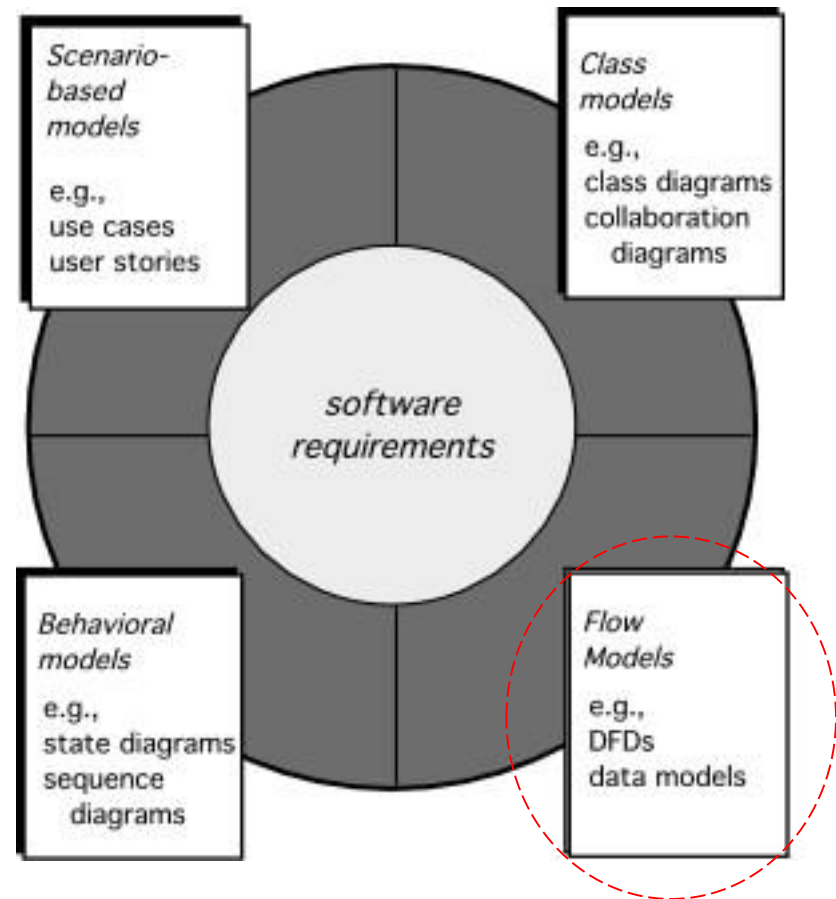 Scenario-
based
models
e.g.,
use cases
user stories
Class
models
e.g.,
class diagrams
collaboration
diagrams
software
requirements
Behavioral
models
e.g.,
state diagrams
sequence
diagrams
Flow
Models
e.g.,
DFDs
data models